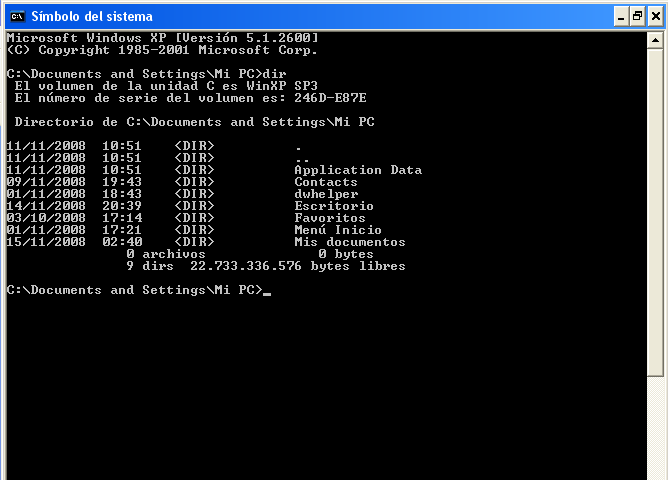 Símbolo del sistema
Microsoft Windows XP [Versión 5.1.2600]
(C) Copyright 1985-2001 Microsoft Corp.
C:\Documents and Settings\Mi PC>dir
El volumen de la unidad C es WinXP SP3
El número de serie del volumen es: 246D-E87E
Directorio de C:\Documents and Settings\Mi PC
11/11/2008  10:51    <DIR>          .
11/11/2008  10:51    <DIR>          ..
11/11/2008  10:51    <DIR>          Application Data
09/11/2008  19:43    <DIR>          Contacts
01/11/2008  18:43    <DIR>          dwhelper
14/11/2008  20:39    <DIR>          Escritorio
03/10/2008  17:14    <DIR>          Favoritos
01/11/2008  17:21    <DIR>          Menú Inicio
15/11/2008  02:40    <DIR>          Mis documentos
0 archivos              0 bytes
9 dirs  22.733.336.576 bytes libres
C:\Documents and Settings\Mi PC>_